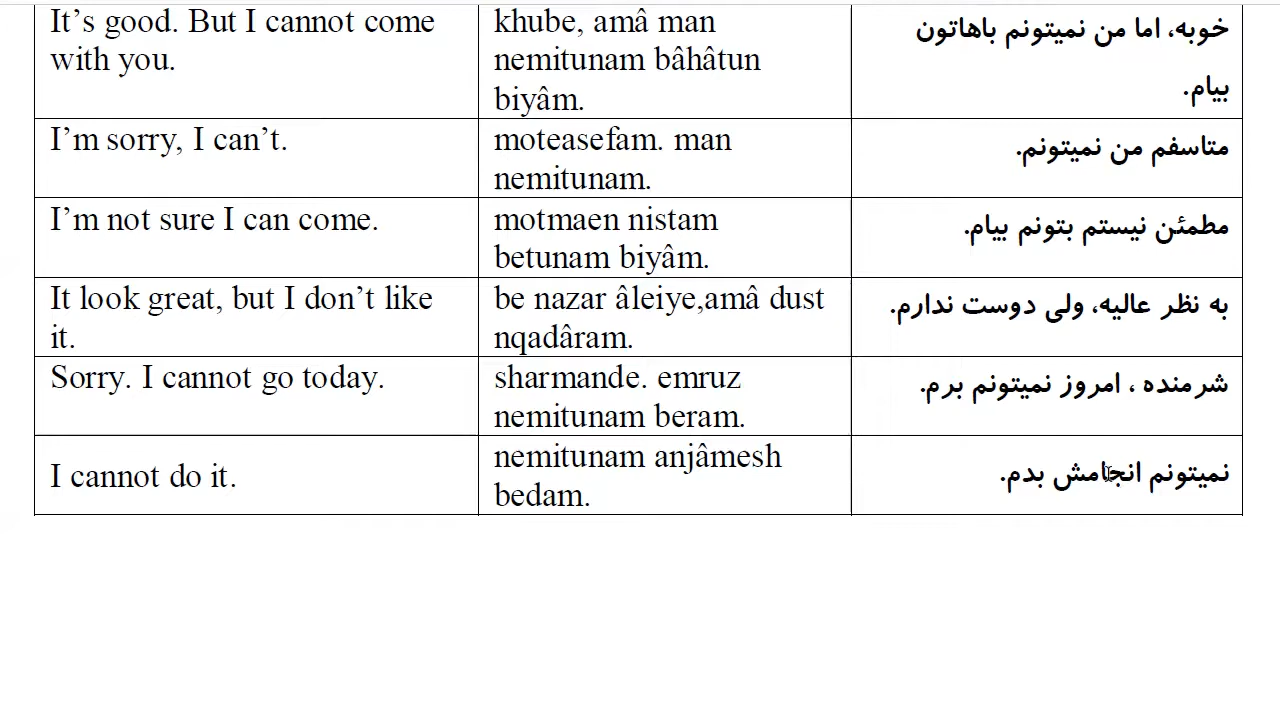 It’s good. But I cannot come
with you.
khube, amâ man
nemitunam bâhâtun
biyâm.
خوبه، اما من نمیتونم باهاتون
بیام.
I’m sorry, I can’t.
moteasefam. man
nemitunam.
متاسفم من نمیتونم.
I’m not sure I can come.
motmaen nistam
betunam biyâm.
مطمئن نیستم بتونم بیام.
It look great, but I don’t like
it.
be nazar âleiye,amâ dust
nqadâram.
به نظر عالیه، ولی دوست ندارم.
Sorry. I cannot go today.
sharmande. emruz
nemitunam beram.
شرمنده ، امروز نمیتونم برم.
I cannot do it.
nemitunam anjâmesh
bedam.
نمیتونم انجامش بدم.